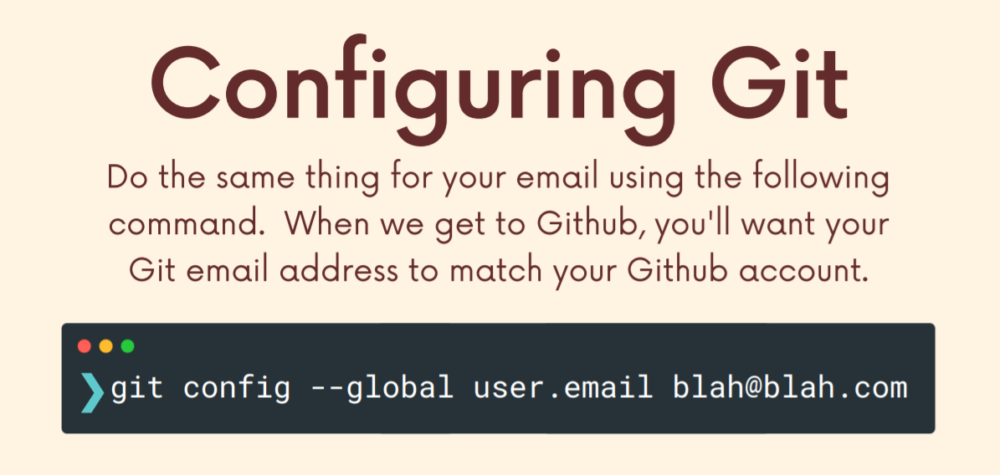 Configuring Git
Do the same thing for your email using the following
command.  When we get to Github, you'll want your
Git email address to match your Github account.
❯git config --global user.email blah@blah.com